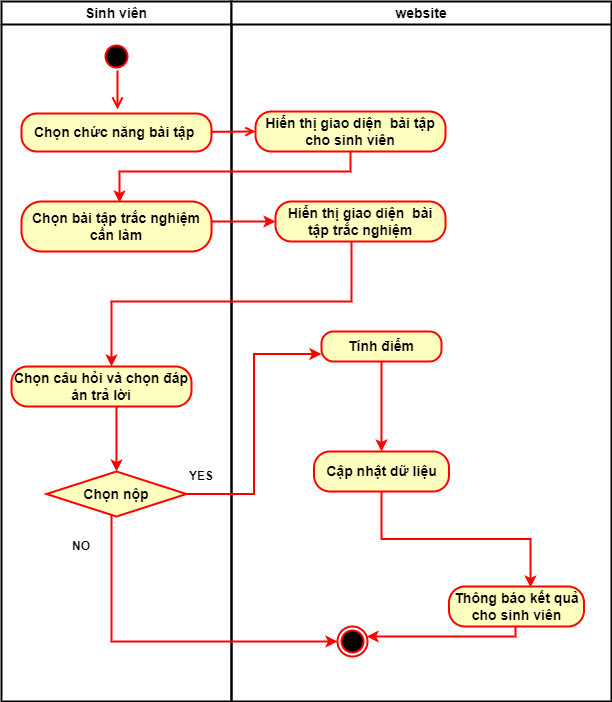 Sinh viên
website
Chọn chức năng bài tập
Hiển thị giao diện bài tập
cho sinh viên
Chọn bài tập trắc nghiệm
cần làm
Hiển thị giao diện bài
tập trắc nghiệm
Tính điểm
Chọn câu hỏi và chọn đáp
án trả lời
Cập nhật dữ liệu
YES
Chọn nộp
NO
Thông báo kết quả
cho sinh viên